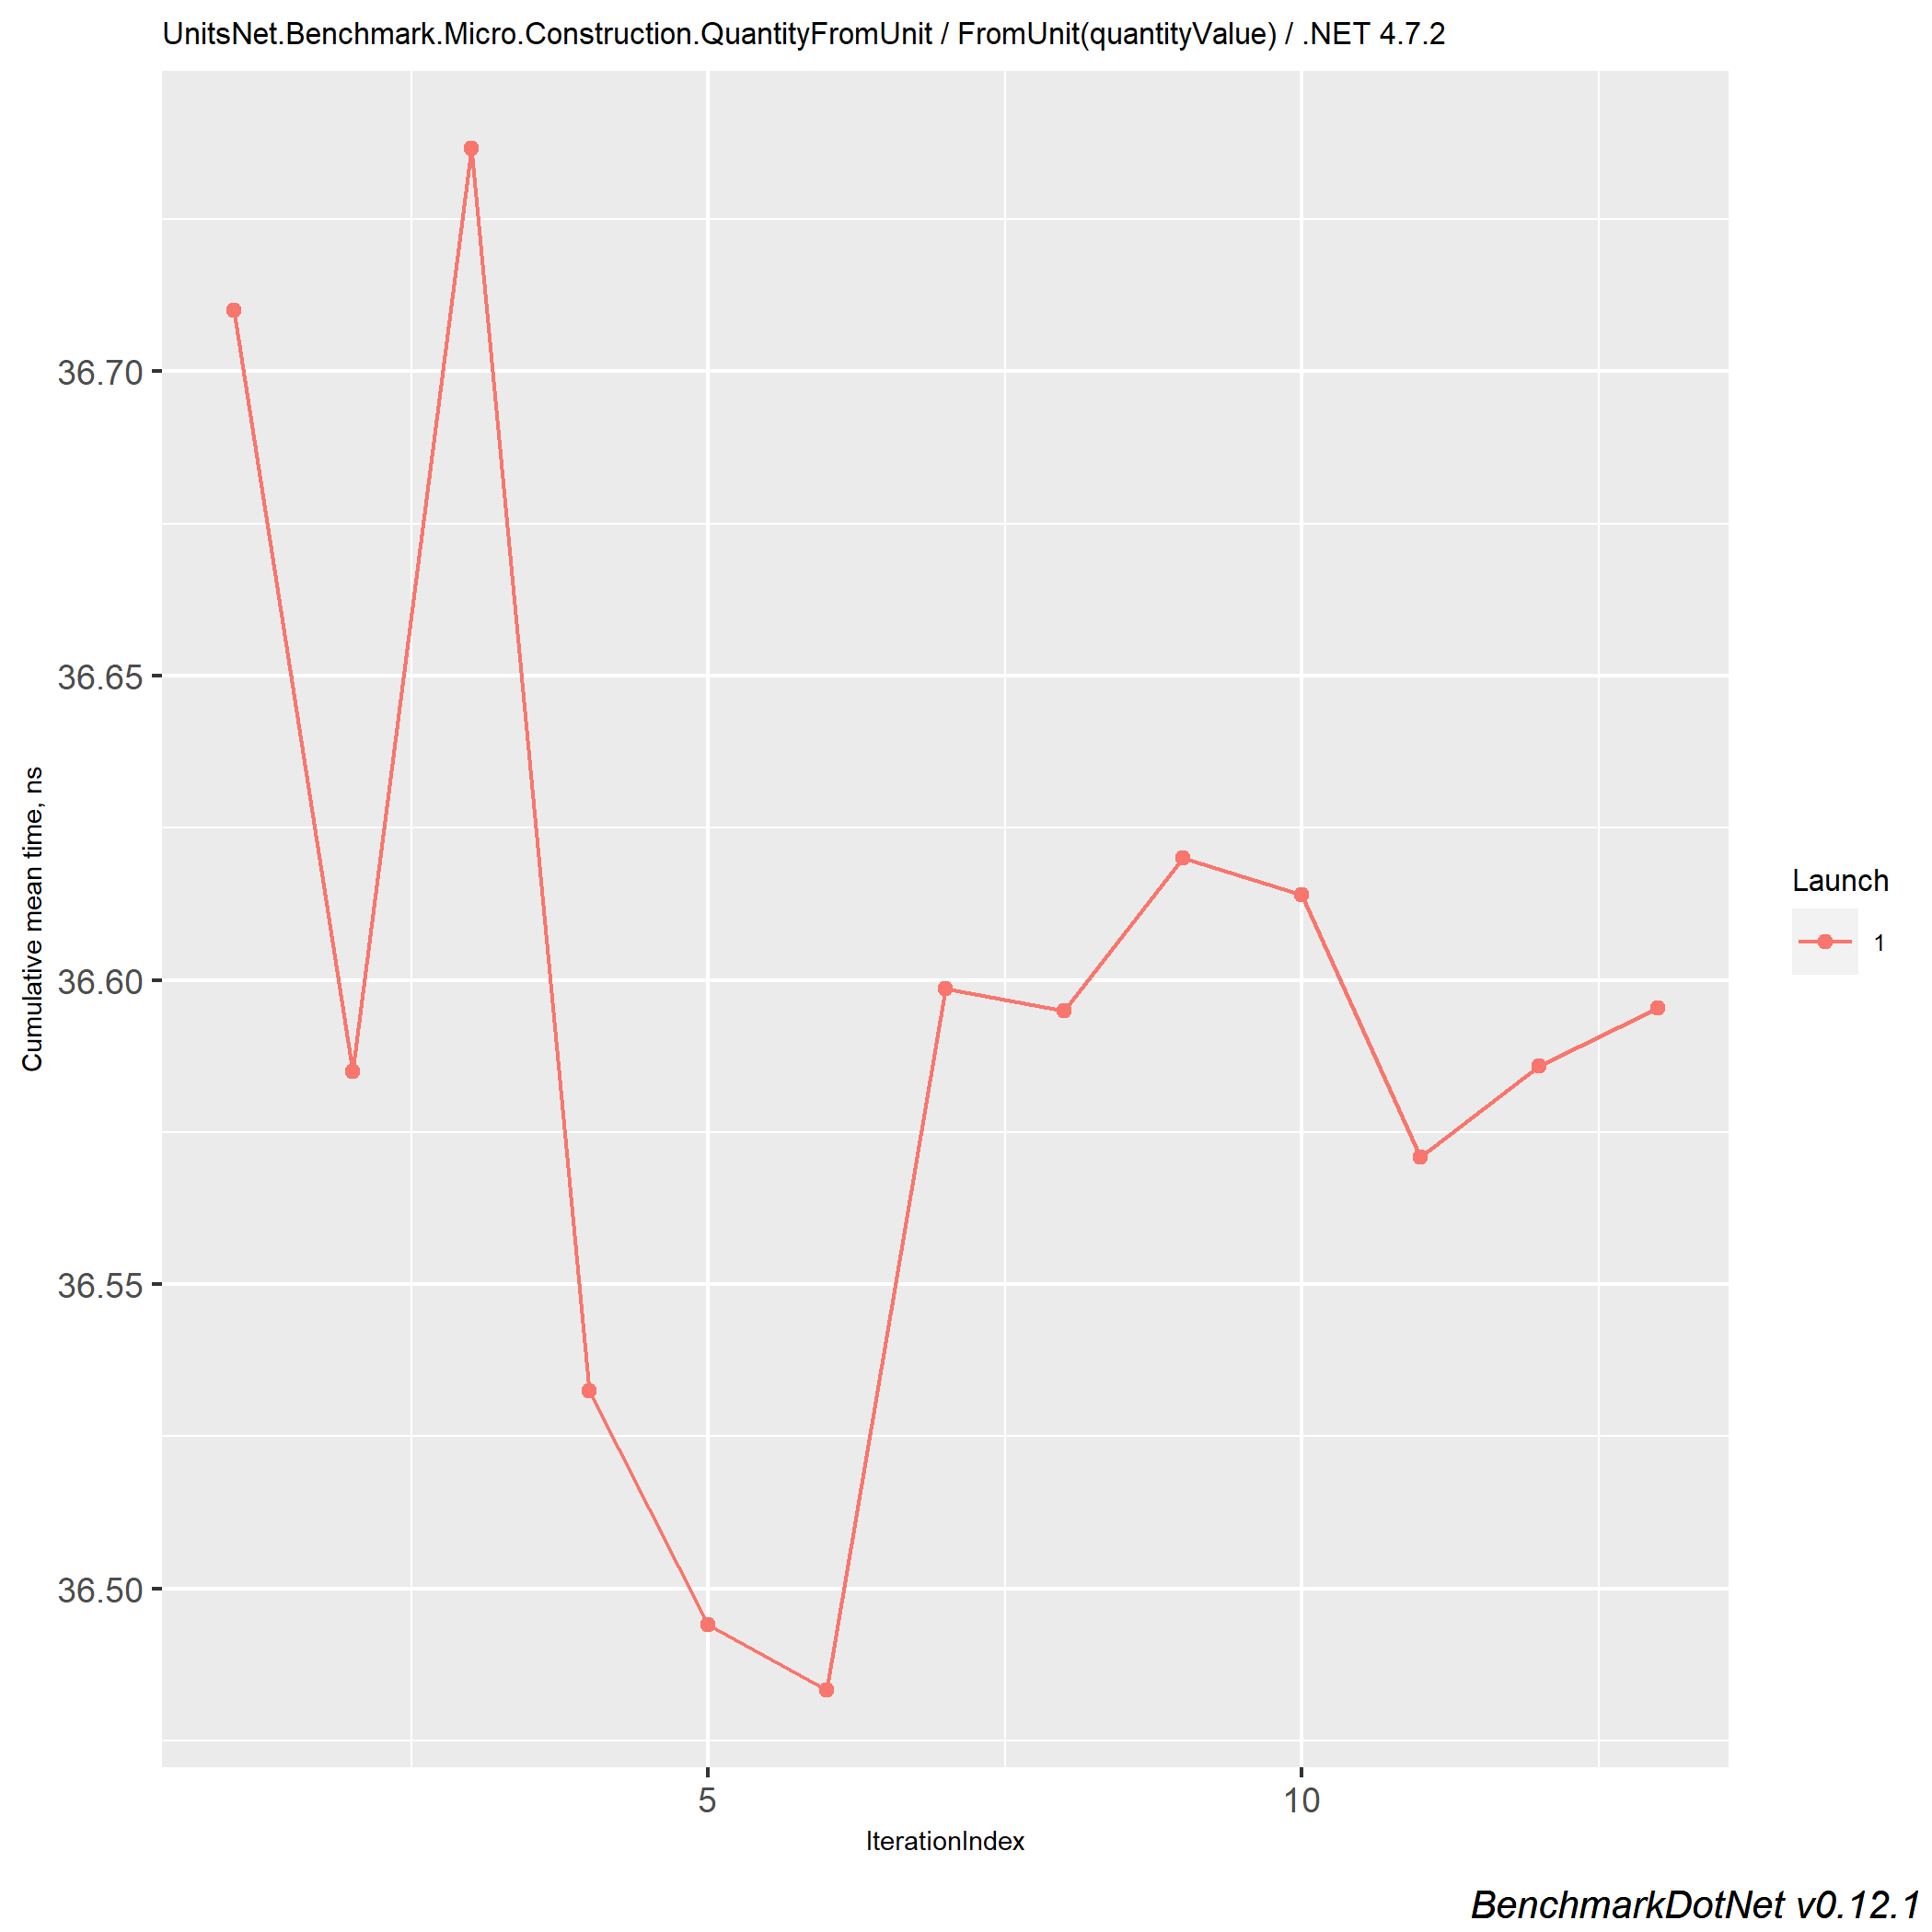 UnitsNet.Benchmark.Micro.Construction.QuantityFromUnit / FromUnit(quantityValue) / .NET 4.7.2
Cumulative mean time, ns
36.70
36.65
36.60
36.55
36.50
5
10
IterationIndex
Launch
1
BenchmarkDotNet v0.12.1